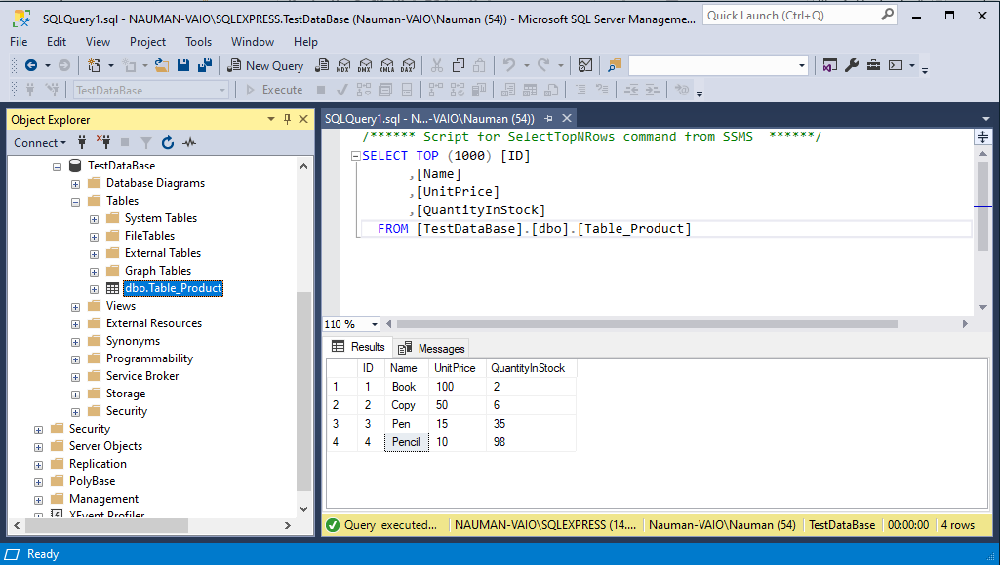 SQLQuery1.sql - NAUMAN-VAIO\SQLEXPRESS.TestDataBase (Nauman-VAIO\Nauman (54)) - Microsoft SQL Server Manageme...
Quick Launch (Ctrl+Q)
File Edit View Project Tools Window Help
New Query MDX DMX XMLA DAX
TestDataBase Execute
Object Explorer
Connect
TestDataBase
Database Diagrams
Tables
System Tables
FileTables
External Tables
Graph Tables
dbo.Table_Product
Views
External Resources
Synonyms
Programmability
Service Broker
Storage
Security
Security
Server Objects
Replication
PolyBase
Management
XEvent Profiler
SQLQuery1.sql - N...-VAIO\Nauman (54))
/****** Script for SelectTopNRows command from SSMS  ******/
SELECT TOP (1000) [ID]
,[Name]
,[UnitPrice]
,[QuantityInStock]
FROM [TestDataBase].[dbo].[Table_Product]
110 %
Results Messages
ID Name UnitPrice QuantityInStock
1 1 Book 100 2
2 2 Copy 50 6
3 3 Pen 15 35
4 4 Pencil 10 98
Query executed... NAUMAN-VAIO\SQLEXPRESS (14.... Nauman-VAIO\Nauman (54) TestDataBase 00:00:00 4 rows
Ready